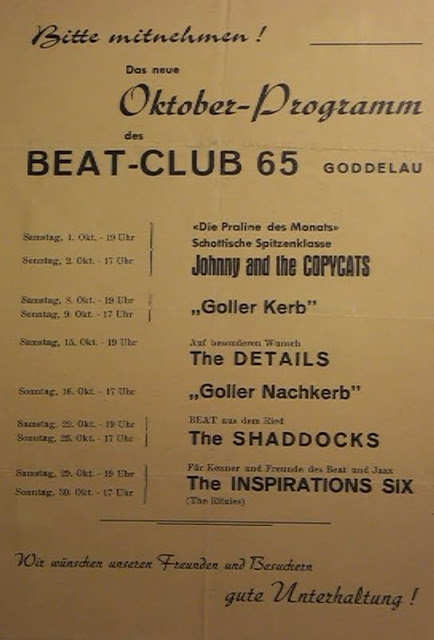 Bitte mitnehmen !
Das neue
Oktober-Programm
des
BEAT-CLUB 65 GODDELAU
«Die Praline des Monats»
Samstag, 1. Okt. - 19 Uhr
Schottische Spitzenklasse
Sonntag, 2. Okt. - 17 Uhr
Johnny and the COPYCATS
Samstag, 8. Okt. - 19 Uhr
„Goller Kerb"
Sonntag, 9. Okt. - 17 Uhr
Samstag, 15. Okt. - 19 Uhr
Auf besonderen Wunsch
The DETAILS
Sonntag, 16. Okt. - 17 Uhr
„Goller Nachkerb"
Samstag, 22. Okt. - 19 Uhr
BEAT aus dem Ried
Sonntag, 23. Okt. - 17 Uhr
The SHADDOCKS
Samstag, 29. Okt. - 19 Uhr
Für Kenner und Freunde des Beat und Jazz
Sonntag, 30. Okt. - 17 Uhr
The INSPIRATIONS SIX
(The Ritzies)
Wir wünschen unseren Freunden und Besuchern
gute Unterhaltung !